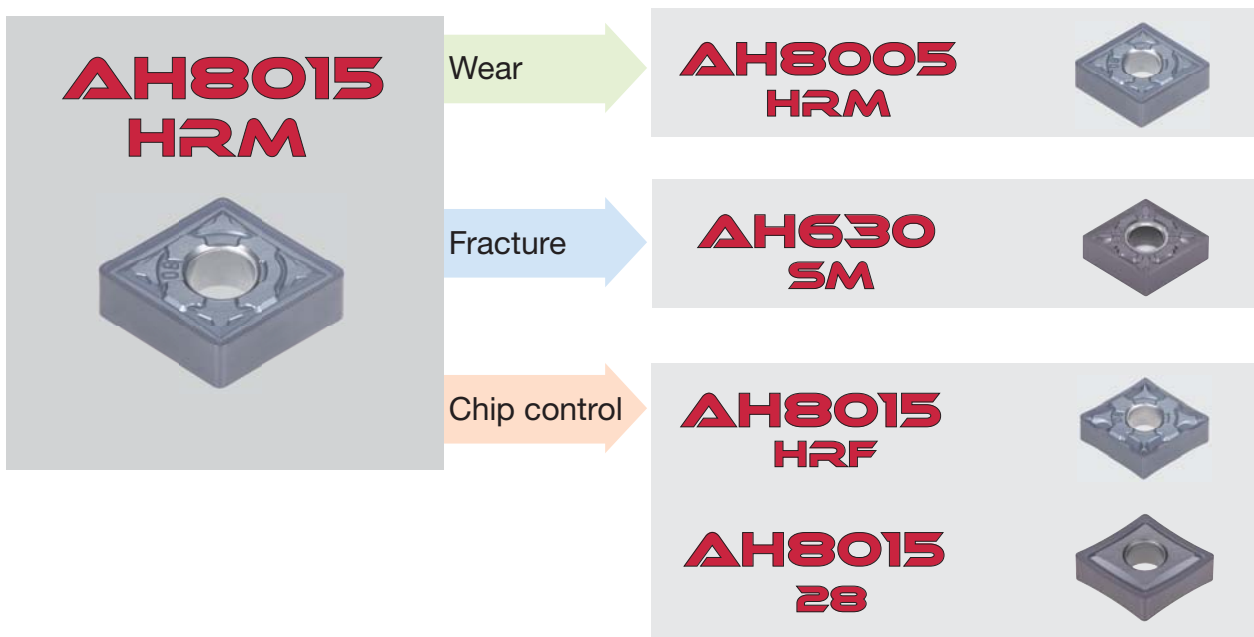 AH8015
HRM
Wear
AH8005
HRM
Fracture
AH630
SM
Chip control
AH8015
HRF
AH8015
28